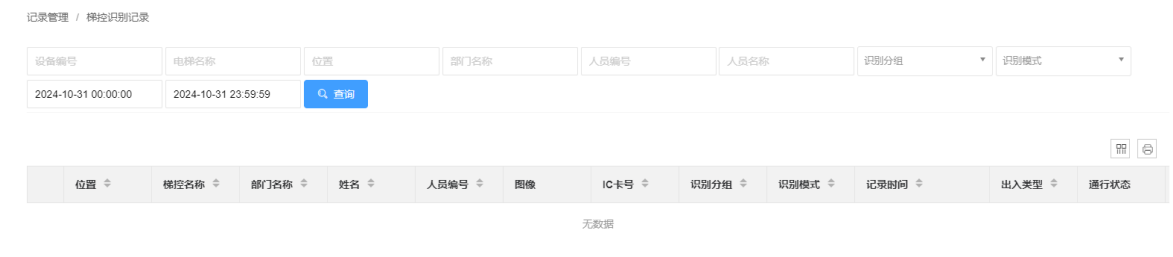 记录管理 / 梯控识别记录
设备编号 电梯名称 位置 部门名称 人员编号 人员名称 识别分组 识别模式
2024-10-31 00:00:00 2024-10-31 23:59:59 查询
位置 梯控名称 部门名称 姓名 人员编号 图像 IC卡号 识别分组 识别模式 记录时间 出入类型 通行状态
无数据